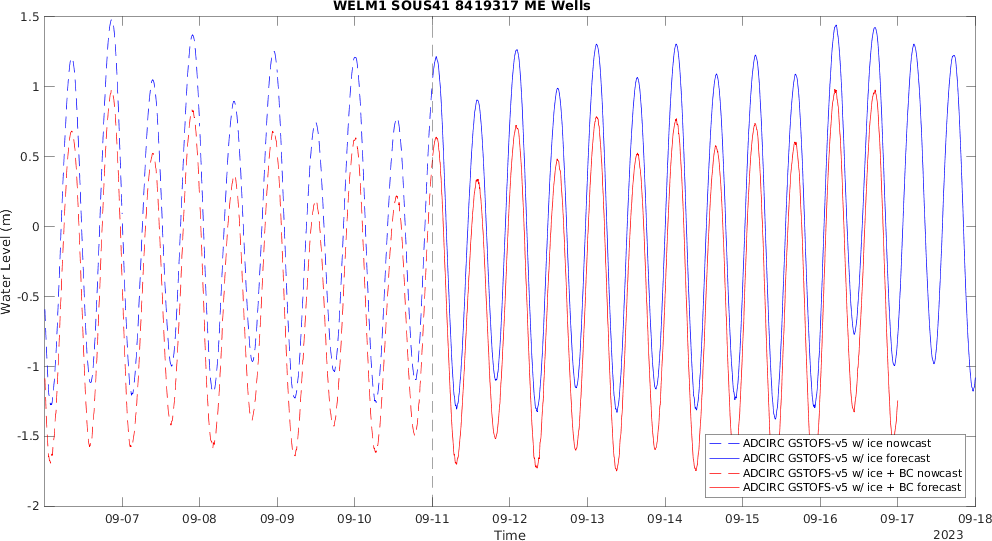 WELM1 SOUS41 8419317 ME Wells
1.5
1
0.5
0
-0.5
-1
-1.5
-2
Water Level (m)
09-07 09-08 09-09 09-10 09-11 09-12 09-13 09-14 09-15 09-16 09-17 09-18
Time
2023
ADCIRC GSTOFS-v5 w/ ice nowcast
ADCIRC GSTOFS-v5 w/ ice forecast
ADCIRC GSTOFS-v5 w/ ice + BC nowcast
ADCIRC GSTOFS-v5 w/ ice + BC forecast